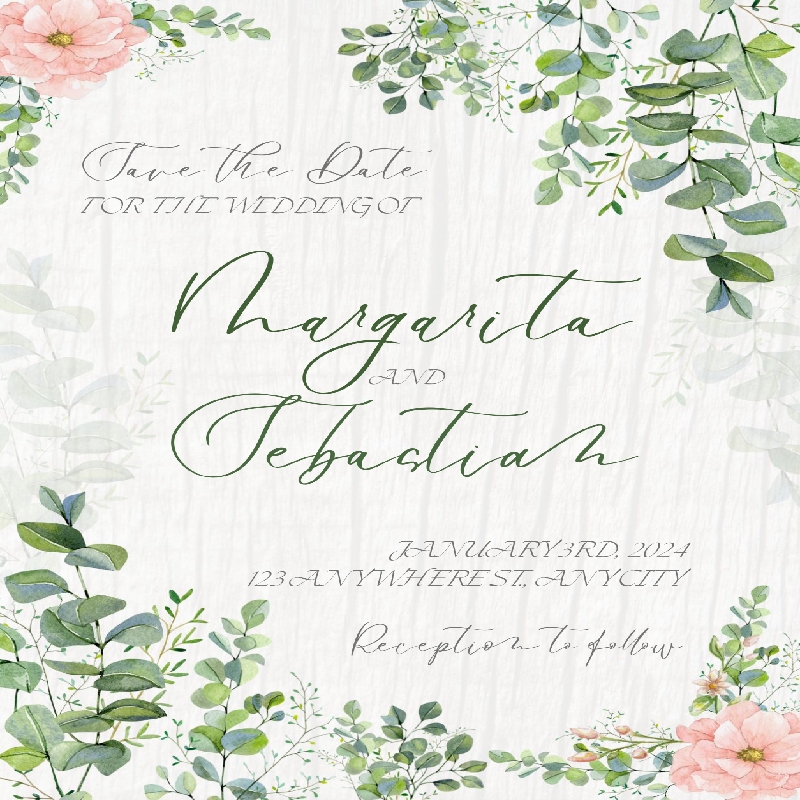 Save the Date
FOR THE WEDDING OF
Margarita
AND
Sebastian
JANUARY 3RD, 2024
123 ANYWHERE ST., ANY CITY
Reception to follow